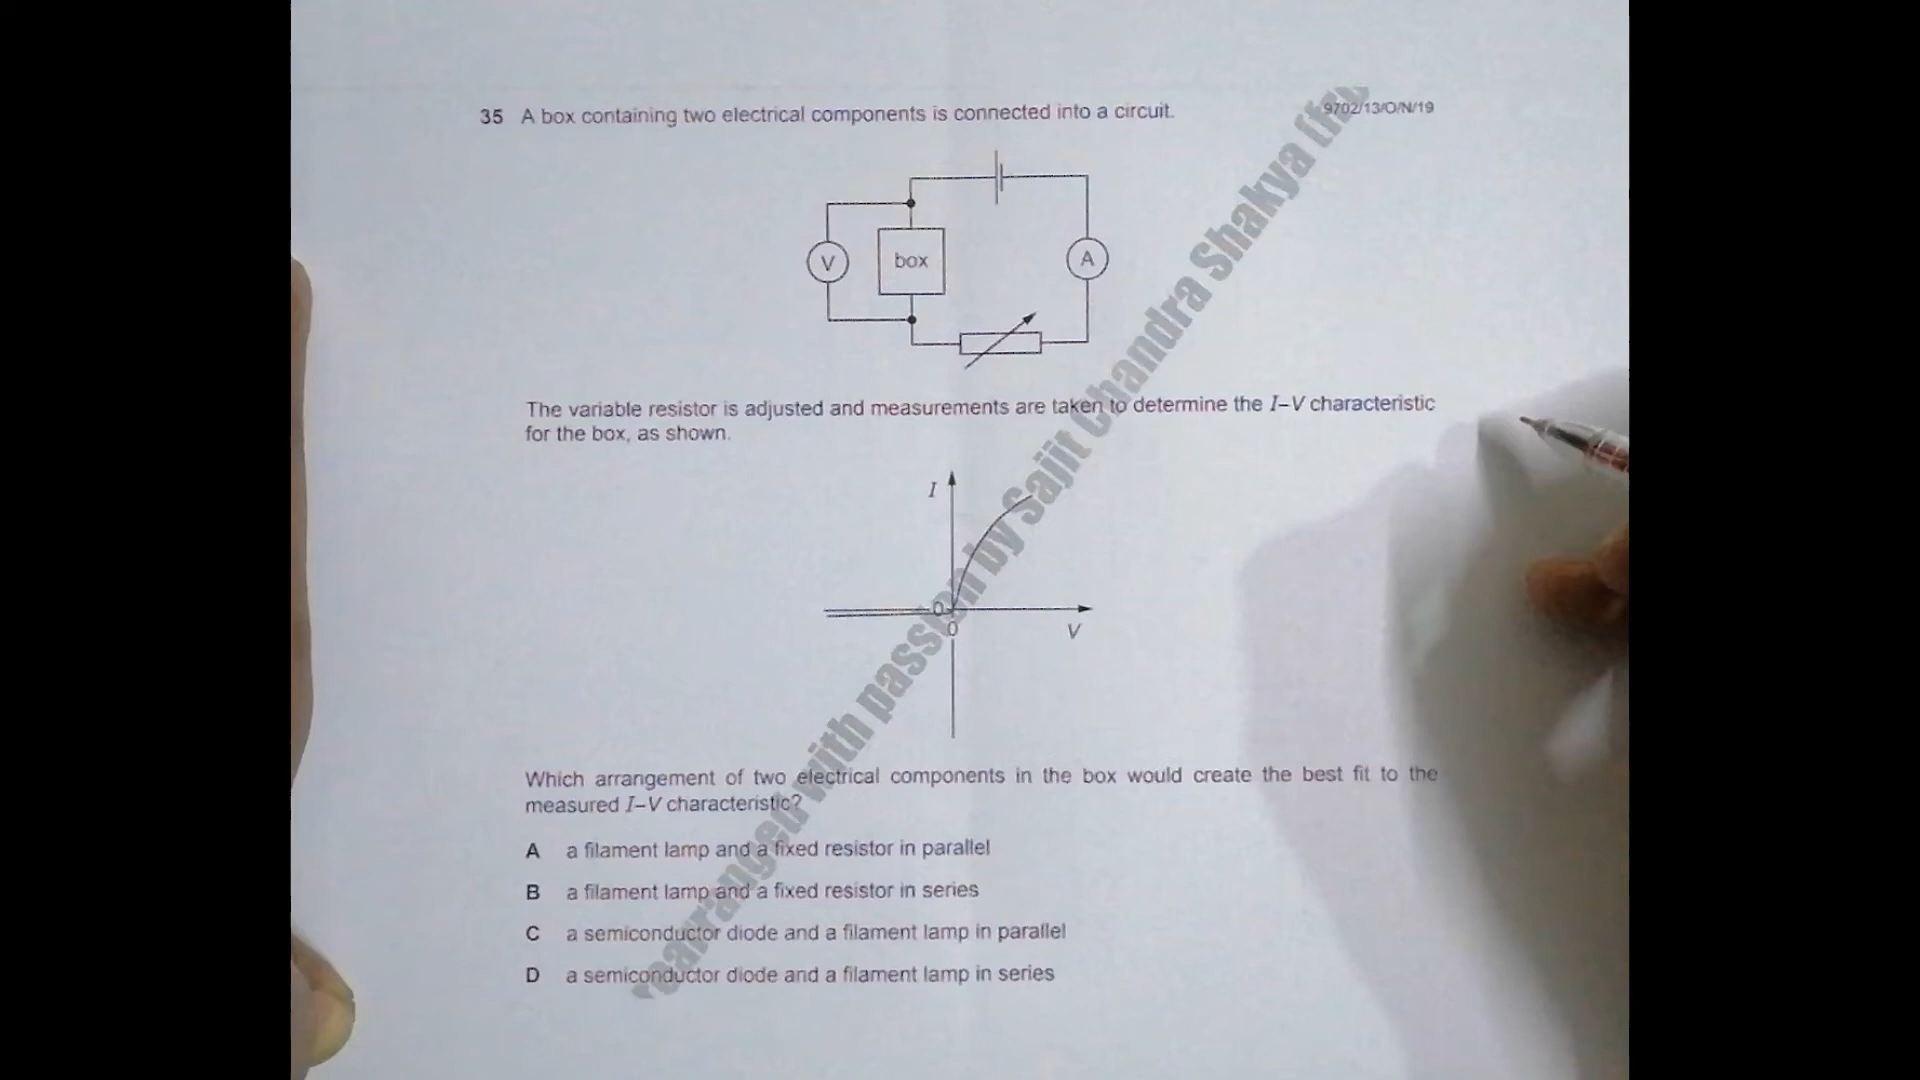 35 A box containing two electrical components is connected into a circuit.
9702/13/O/N/19
V
box
A
The variable resistor is adjusted and measurements are taken to determine the I–V characteristic
for the box, as shown.
I
0
0
V
Which arrangement of two electrical components in the box would create the best fit to the
measured I–V characteristic?
A a filament lamp and a fixed resistor in parallel
B a filament lamp and a fixed resistor in series
C a semiconductor diode and a filament lamp in parallel
D a semiconductor diode and a filament lamp in series
with passion by Sajit Chandra Shakya